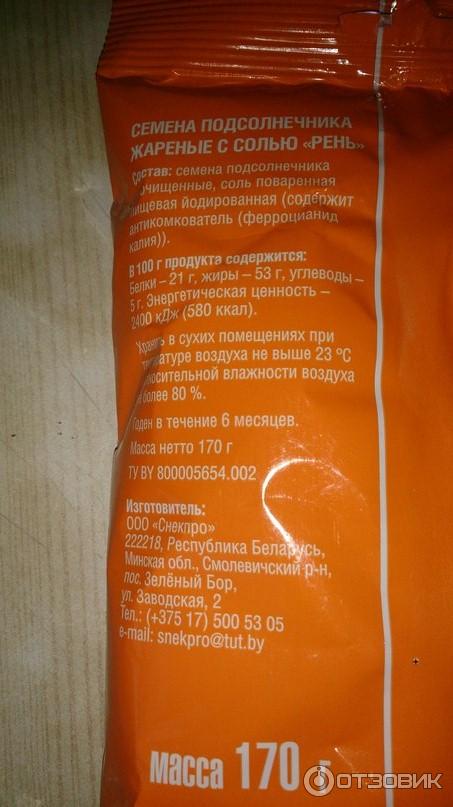 СЕМЕНА ПОДСОЛНЕЧНИКА
ЖАРЕНЫЕ С СОЛЬЮ «РЕНЬ»
Состав: семена подсолнечника
очищенные, соль поваренная
пищевая йодированная (содержит
антикомкователь (ферроцианид
калия)).
В 100 г продукта содержится:
Белки – 21 г, жиры – 53 г, углеводы –
5 г. Энергетическая ценность –
2400 кДж (580 ккал).
Хранить в сухих помещениях при
температуре воздуха не выше 23 °С
относительной влажности воздуха
не более 80 %.
Годен в течение 6 месяцев.
Масса нетто 170 г
ТУ BY 800005654.002
Изготовитель:
ООО «Снекпро»
222218, Республика Беларусь,
Минская обл., Смолевичский р-н,
пос. Зелёный Бор,
ул. Заводская, 2
Тел.: (+375 17) 500 53 05
e-mail: snekpro@tut.by
Масса 170 г
ОТЗОВИК